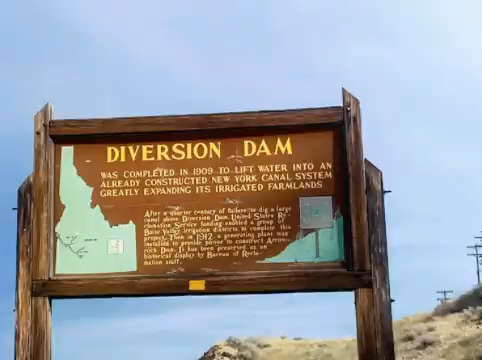 DIVERSION DAM
WAS COMPLETED IN 1909 TO LIFT WATER INTO AN
ALREADY CONSTRUCTED NEW YORK CANAL SYSTEM
GREATLY EXPANDING ITS IRRIGATED FARMLANDS
After a quarter century of failure to dig a large
canal above Diversion Dam, United States Re-
clamation Service funding enabled a group of
Boise Valley irrigation districts to complete this
project. Then in 1912, a generating plant was
installed to provide power to construct Arrow-
rock Dam. It has been preserved as an
historical display by Bureau of Recla-
mation staff.